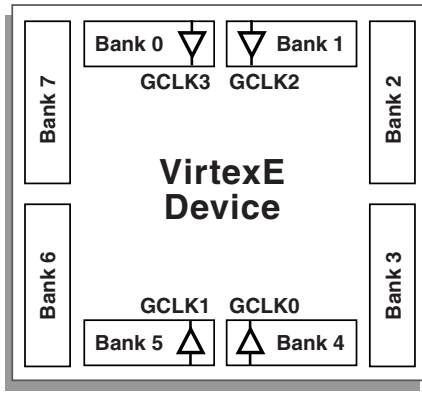 Bank 0
Bank 1
GCLK3
GCLK2
Bank 7
Bank 2
VirtexE
Device
Bank 6
Bank 3
GCLK1
GCLK0
Bank 5
Bank 4